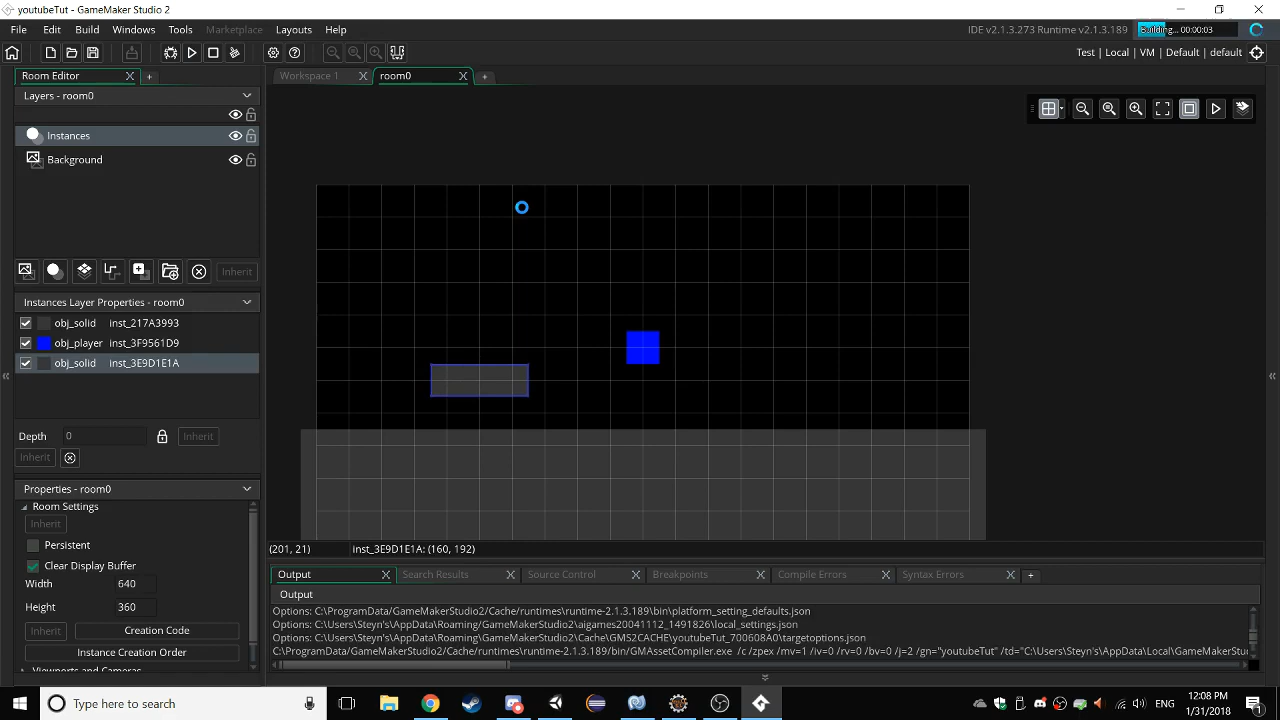 youtubeTut - GameMaker Studio 2
File Edit Build Windows Tools Marketplace Layouts Help
IDE v2.1.3.273 Runtime v2.1.3.189
Building... 00:00:03
Test | Local | VM | Default | default
Room Editor
Workspace 1
room0
Layers - room0
Instances
Background
Inherit
Instances Layer Properties - room0
obj_solid inst_217A3993
obj_player inst_3F9561D9
obj_solid inst_3E9D1E1A
Depth 0 Inherit
Inherit
Properties - room0
Room Settings
Inherit
Persistent
Clear Display Buffer
Width 640
Height 360
Inherit Creation Code
Instance Creation Order
Viewports and Cameras
(201, 21) inst_3E9D1E1A: (160, 192)
Output Search Results Source Control Breakpoints Compile Errors Syntax Errors
Output
Options: C:\ProgramData/GameMakerStudio2/Cache/runtimes\runtime-2.1.3.189\bin\platform_setting_defaults.json
Options: C:\Users\Steyn's\AppData\Roaming/GameMakerStudio2\aigames20041112_1491826\local_settings.json
Options: C:\Users\Steyn's\AppData\Roaming\GameMakerStudio2\Cache\GMS2CACHE\youtubeTut_700608A0\targetoptions.json
C:\ProgramData/GameMakerStudio2/Cache/runtimes\runtime-2.1.3.189/bin/GMAssetCompiler.exe /c /zpex /mv=1 /iv=0 /rv=0 /bv=0 /j=2 /gn="youtubeTut" /td="C:\Users\Steyn's\AppData\Local\GameMakerStu
Type here to search
ENG
12:08 PM
1/31/2018